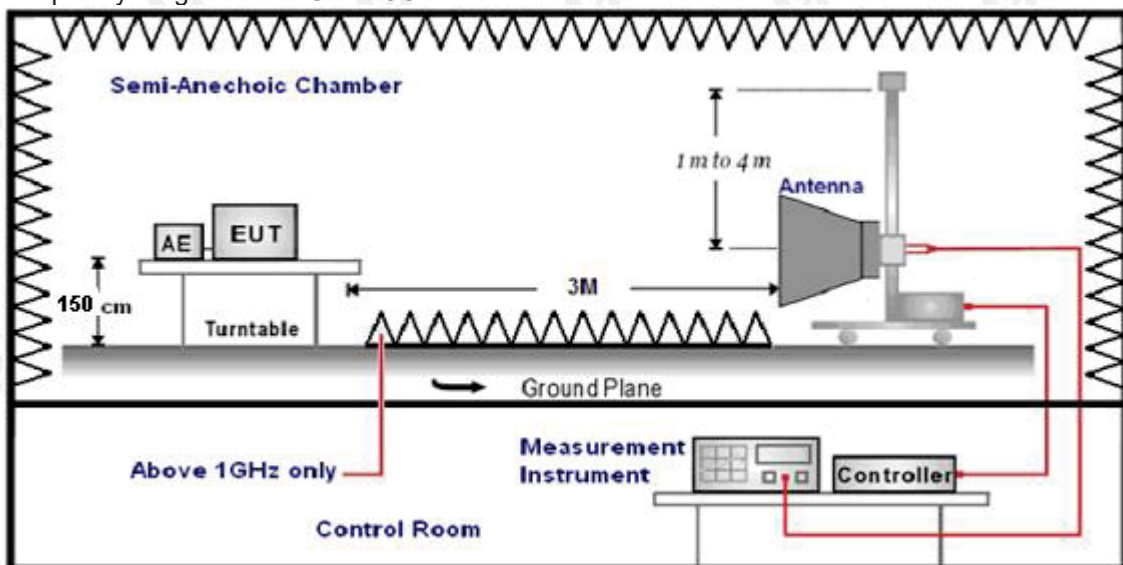 Semi-Anechoic Chamber
1 m to 4 m
Antenna
AE
EUT
150 cm
3M
Turntable
Ground Plane
Above 1GHz only
Measurement
Instrument
Controller
Control Room